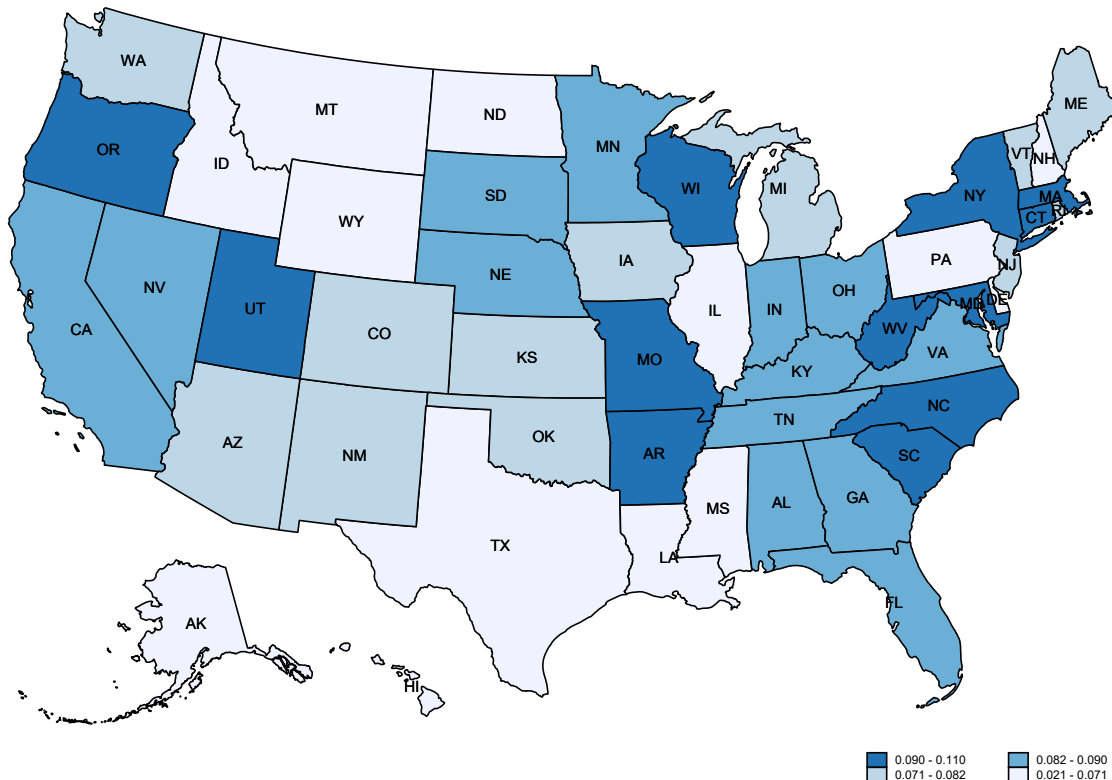 WA
ME
MT
ND
VT
NH
OR
MN
ID
WI
MI
NY
MA
RI
SD
CT
WY
IA
PA
NJ
NE
NV
OH
DE
UT
IN
MD
IL
CA
CO
WV
VA
KS
MO
KY
NC
TN
AZ
OK
NM
AR
SC
MS
AL
GA
TX
LA
FL
AK
HI
0.090 - 0.110 0.082 - 0.090
0.071 - 0.082 0.021 - 0.071